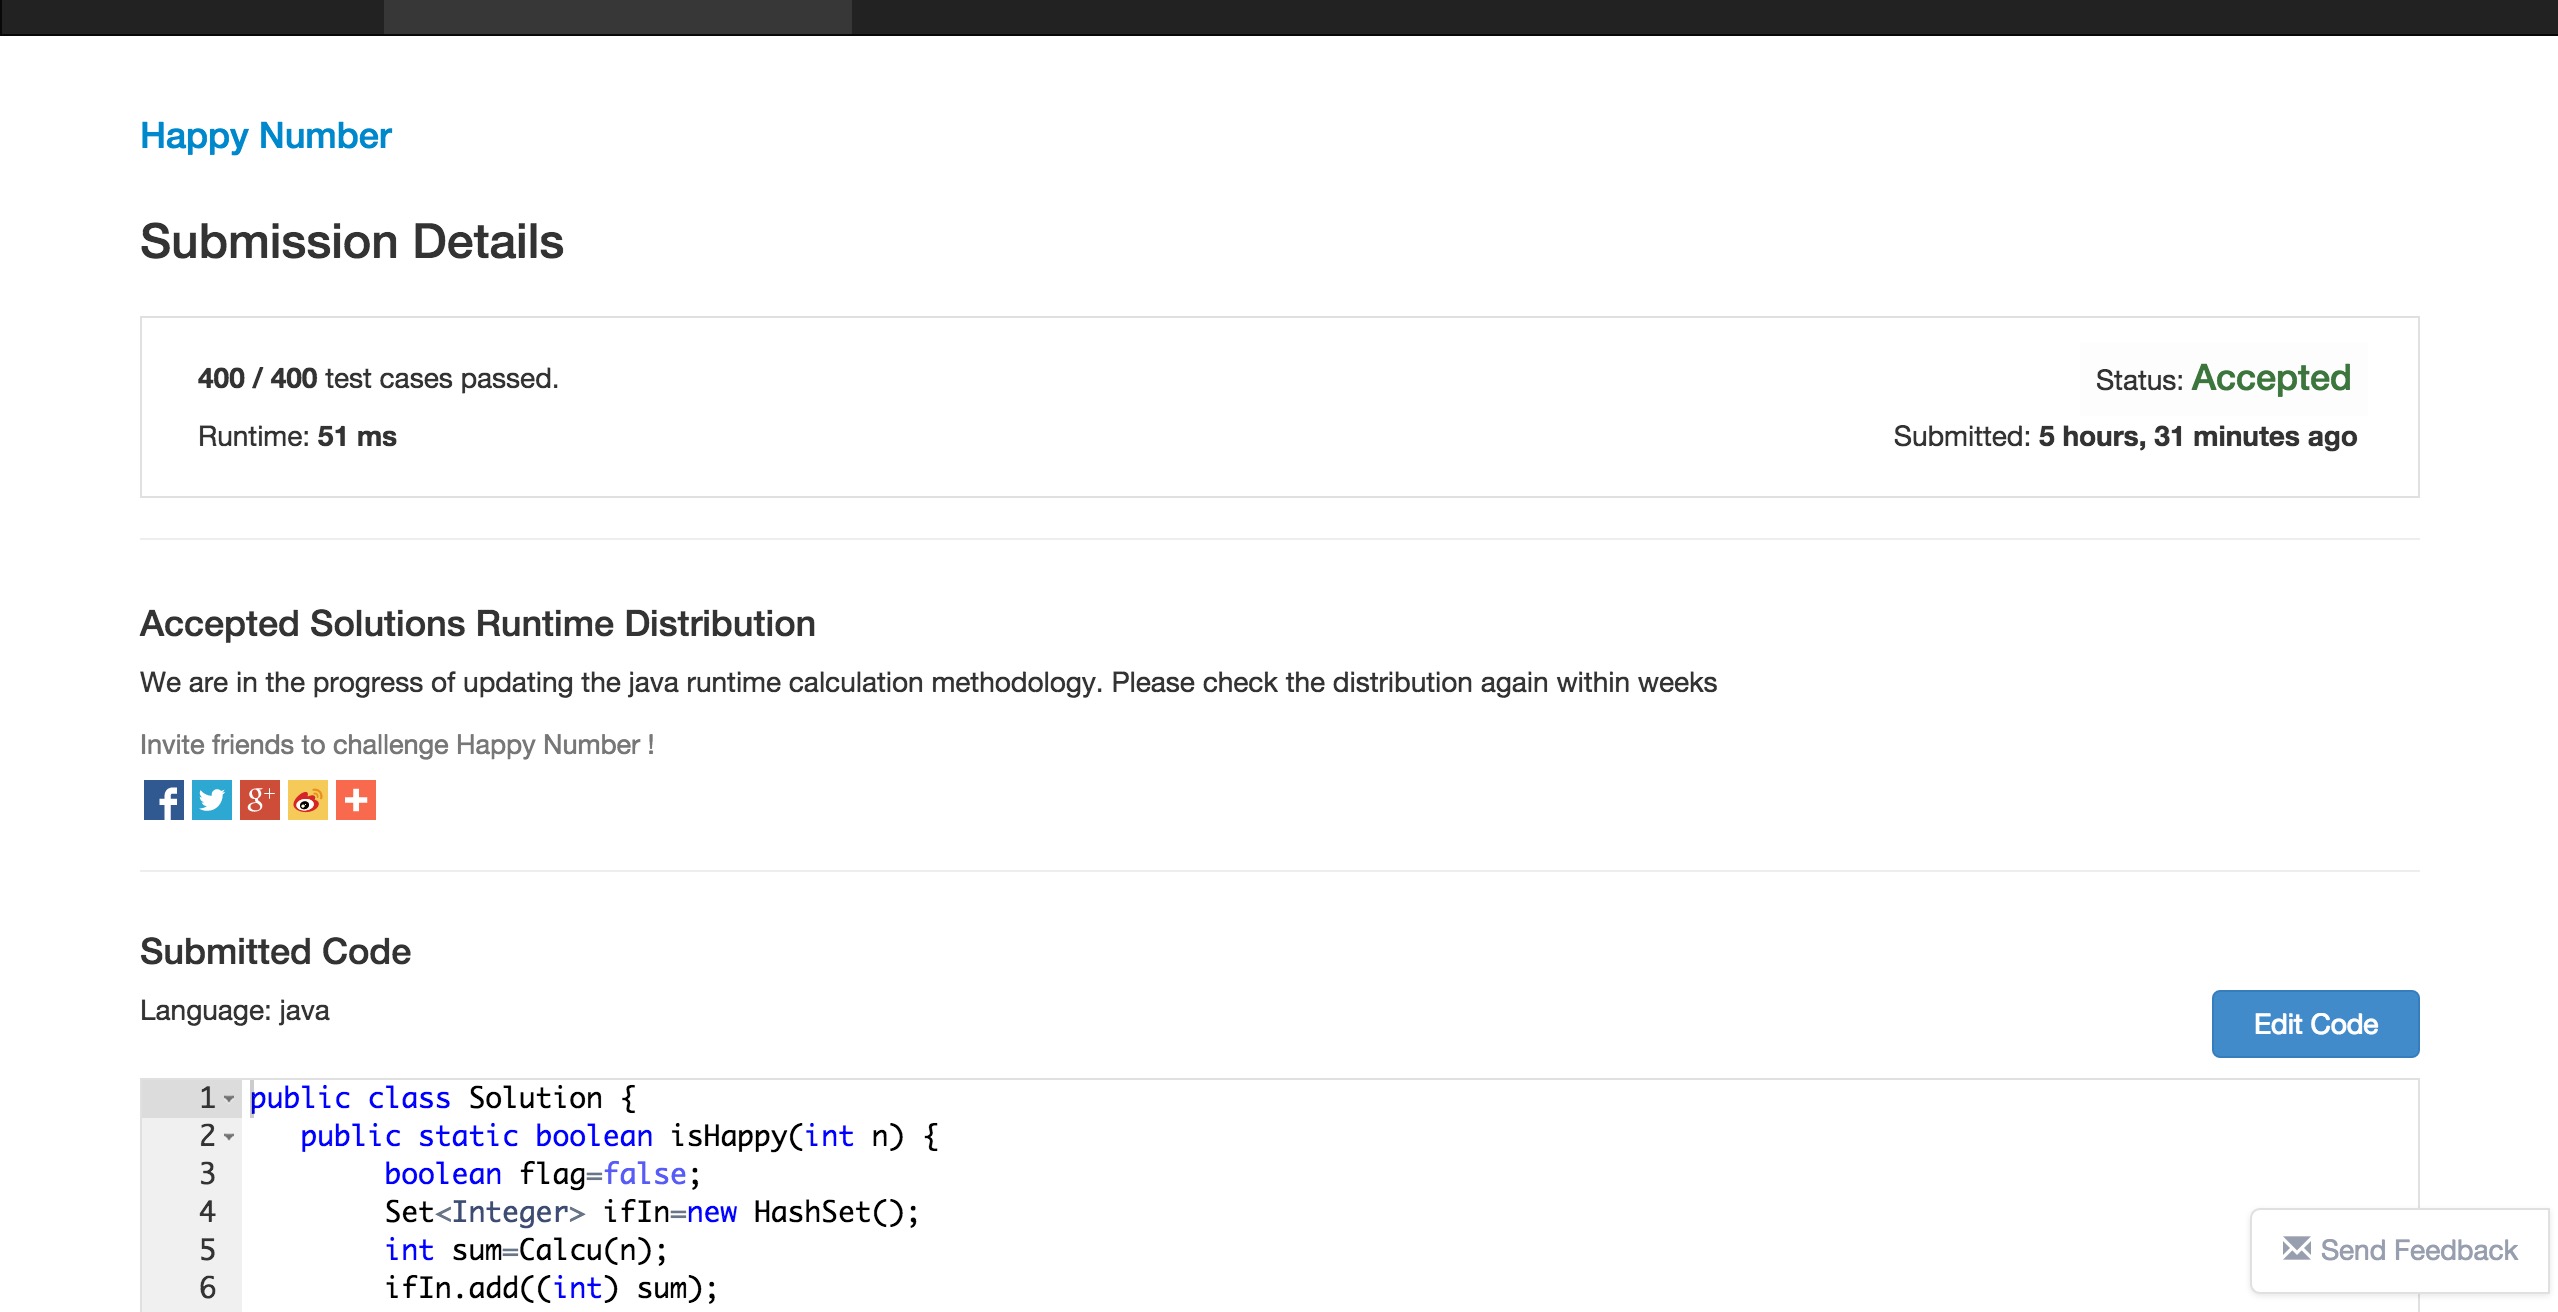 Happy Number
Submission Details
400 / 400 test cases passed.
Status: Accepted
Runtime: 51 ms
Submitted: 5 hours, 31 minutes ago
Accepted Solutions Runtime Distribution
We are in the progress of updating the java runtime calculation methodology. Please check the distribution again within weeks
Invite friends to challenge Happy Number !
Submitted Code
Language: java
Edit Code
1 public class Solution {
2 public static boolean isHappy(int n) {
3 boolean flag=false;
4 Set<Integer> ifIn=new HashSet();
5 int sum=Calcu(n);
6 ifIn.add((int) sum);
Send Feedback